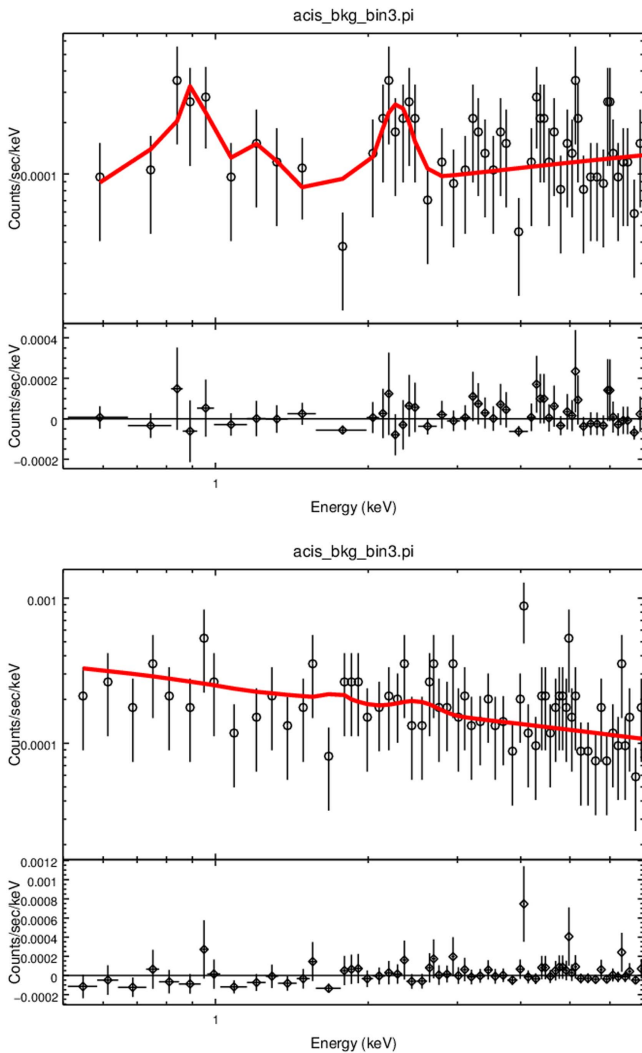 acis_bkg_bin3.pi
Counts/sec/keV
0.0001
Counts/sec/keV
0.0004
0.0002
0
−0.0002
1
Energy (keV)
acis_bkg_bin3.pi
Counts/sec/keV
0.001
0.0001
Counts/sec/keV
0.0012
0.001
0.0008
0.0006
0.0004
0.0002
0
−0.0002
1
Energy (keV)